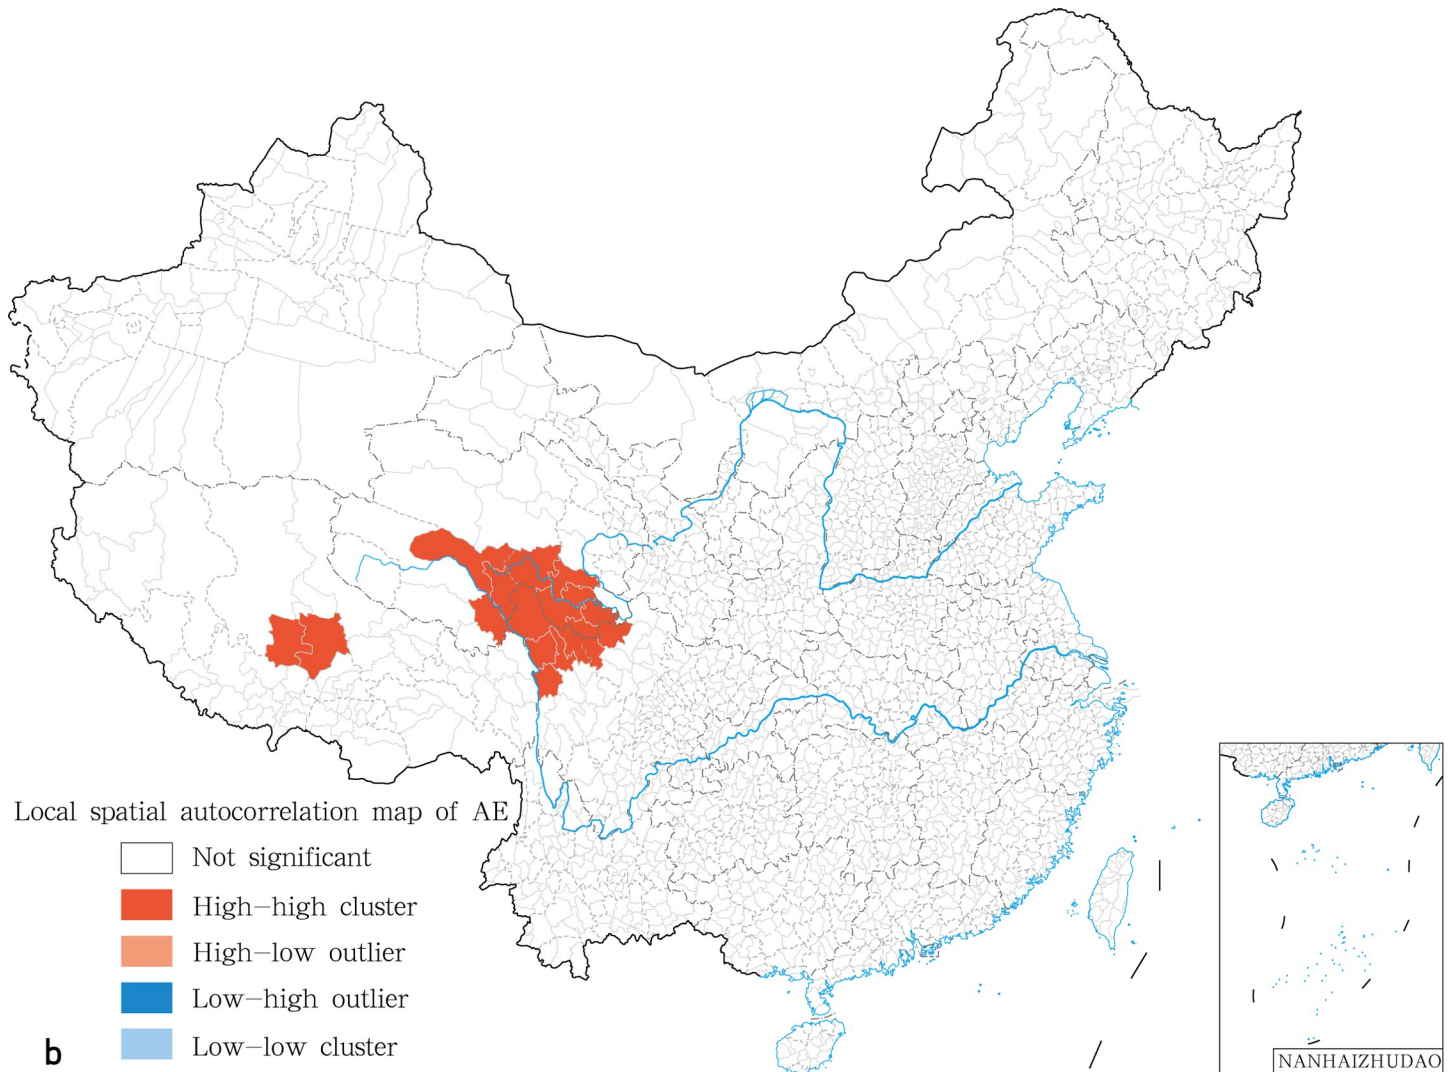 Local spatial autocorrelation map of AE
Not significant
High–high cluster
High–low outlier
Low–high outlier
Low–low cluster
b
NANHAIZHUDAO